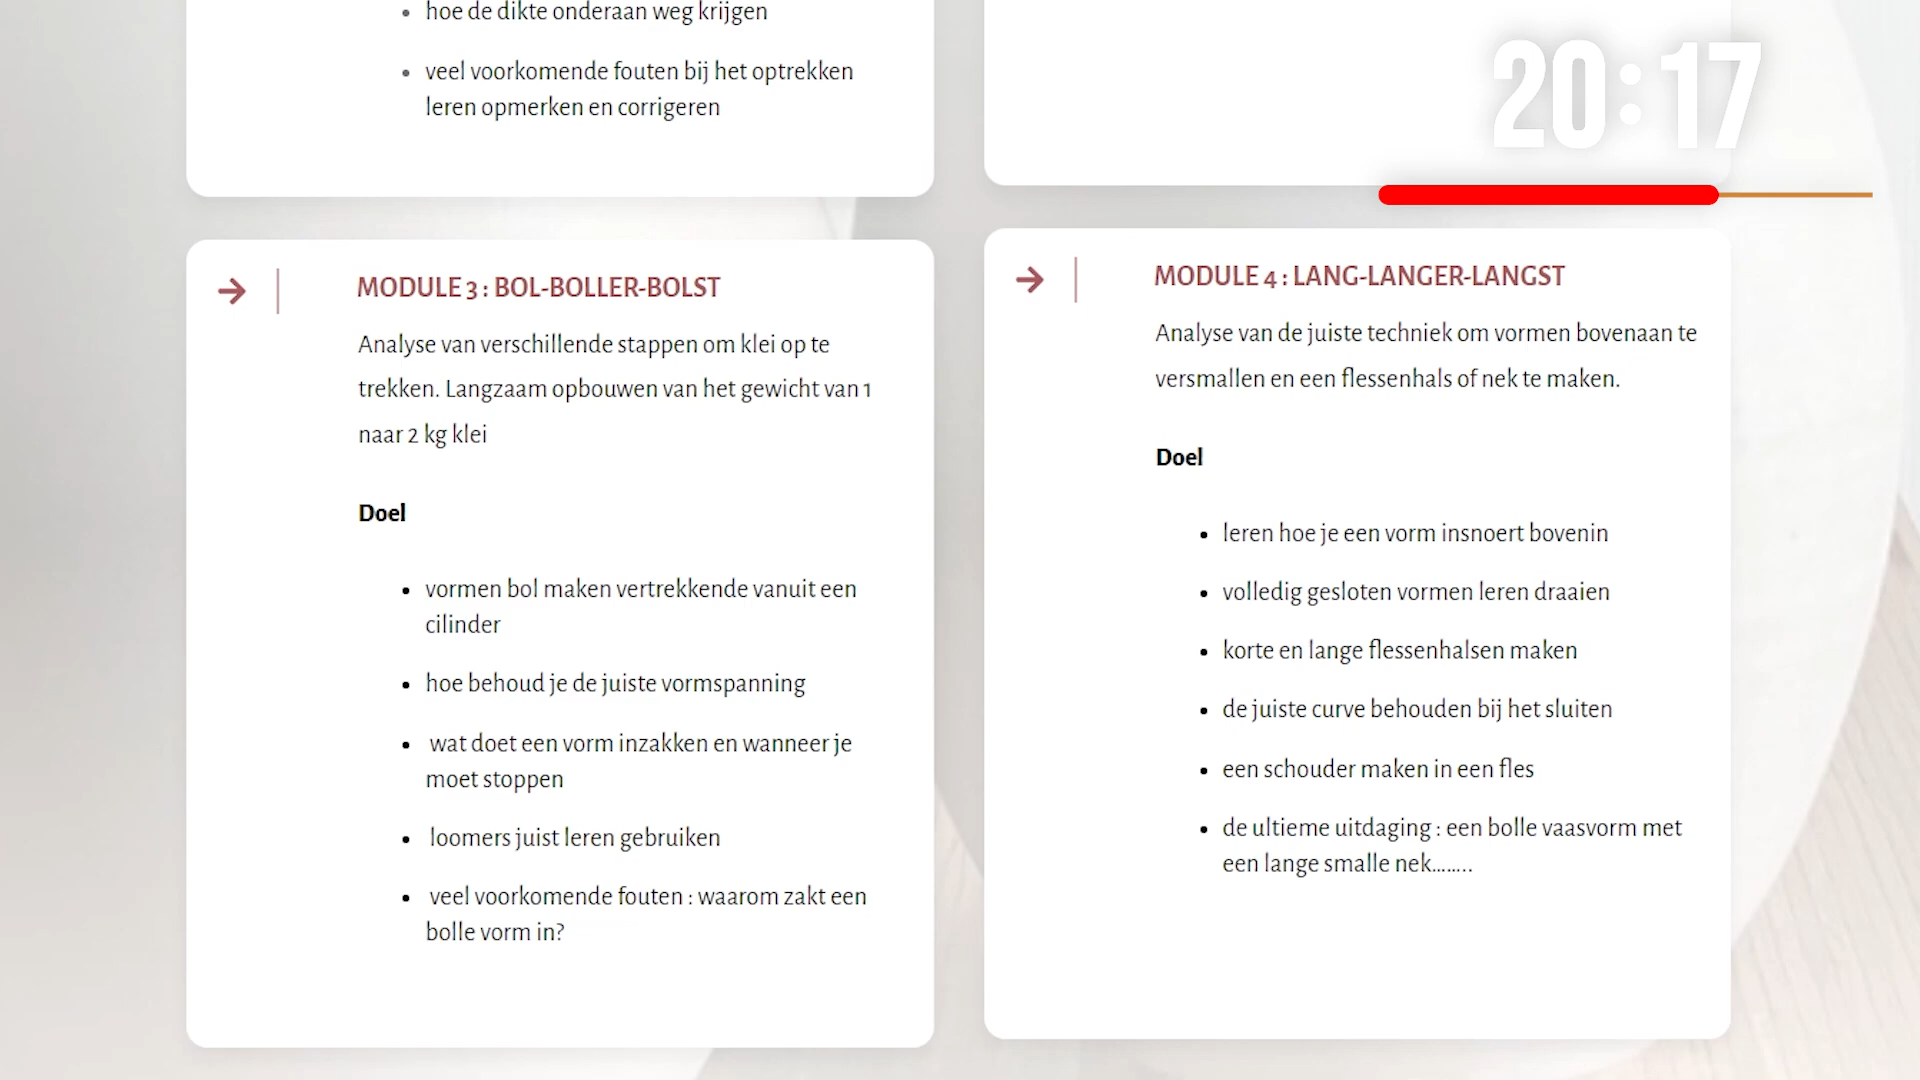 hoe de dikte onderaan weg krijgen
veel voorkomende fouten bij het optrekken
leren opmerken en corrigeren
20:17
MODULE 3 : BOL-BOLLER-BOLST
Analyse van verschillende stappen om klei op te
trekken. Langzaam opbouwen van het gewicht van 1
naar 2 kg klei
Doel
vormen bol maken vertrekkende vanuit een
cilinder
hoe behoud je de juiste vormspanning
wat doet een vorm inzakken en wanneer je
moet stoppen
loomers juist leren gebruiken
veel voorkomende fouten : waarom zakt een
bolle vorm in?
MODULE 4 : LANG-LANGER-LANGST
Analyse van de juiste techniek om vormen bovenaan te
versmallen en een flessenhals of nek te maken.
Doel
leren hoe je een vorm insnoert bovenin
volledig gesloten vormen leren draaien
korte en lange flessenhalsen maken
de juiste curve behouden bij het sluiten
een schouder maken in een fles
de ultieme uitdaging : een bolle vaasvorm met
een lange smalle nek........